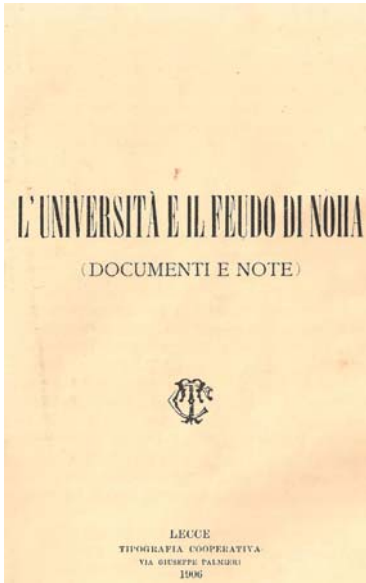 L'UNIVERSITÀ E IL FEUDO DI NOHA
(DOCUMENTI E NOTE)
LECCE
TIPOGRAFIA COOPERATIVA
VIA GIUSEPPE PALMIERI
1906